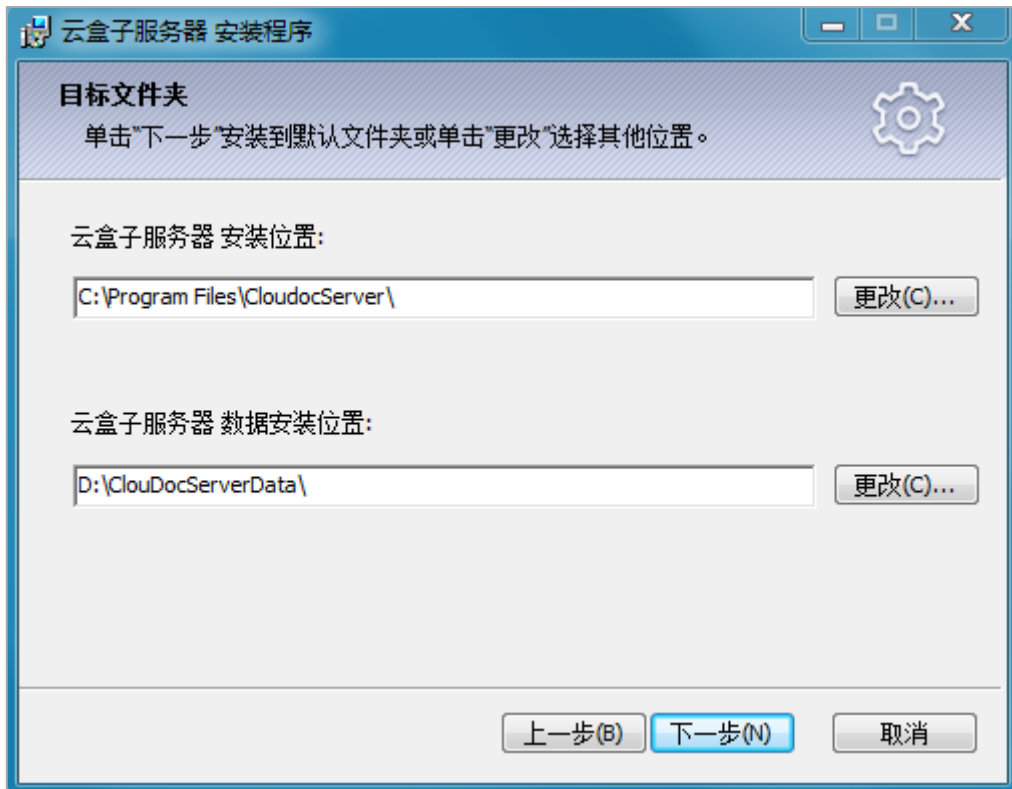 云盒子服务器 安装程序
目标文件夹
单击"下一步"安装到默认文件夹或单击"更改"选择其他位置。
云盒子服务器 安装位置:
C:\Program Files\CloudocServer\
更改(C)...
云盒子服务器 数据安装位置:
D:\ClouDocServerData\
更改(C)...
上一步(B) 下一步(N) 取消